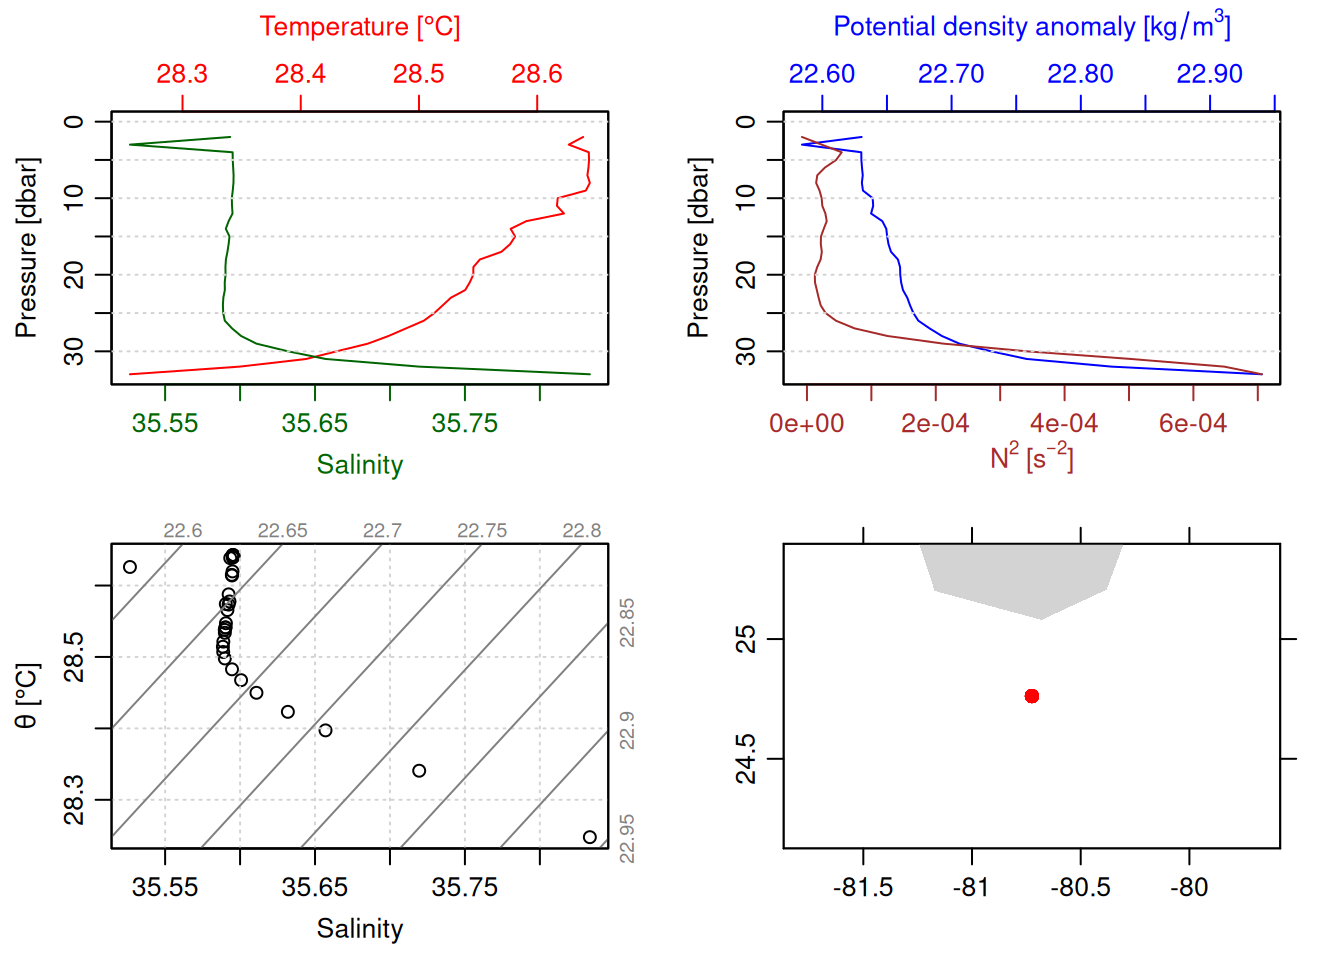 Temperature [°C]
28.3 28.4 28.5 28.6
Pressure [dbar]
0 10 20 30
35.55 35.65 35.75
Salinity
Potential density anomaly [kg/m³]
22.60 22.70 22.80 22.90
Pressure [dbar]
0 10 20 30
0e+00 2e-04 4e-04 6e-04
N² [s⁻²]
22.6 22.65 22.7 22.75 22.8
22.85
22.9
22.95
θ [°C]
28.5
28.3
35.55 35.65 35.75
Salinity
25
24.5
-81.5 -81 -80.5 -80